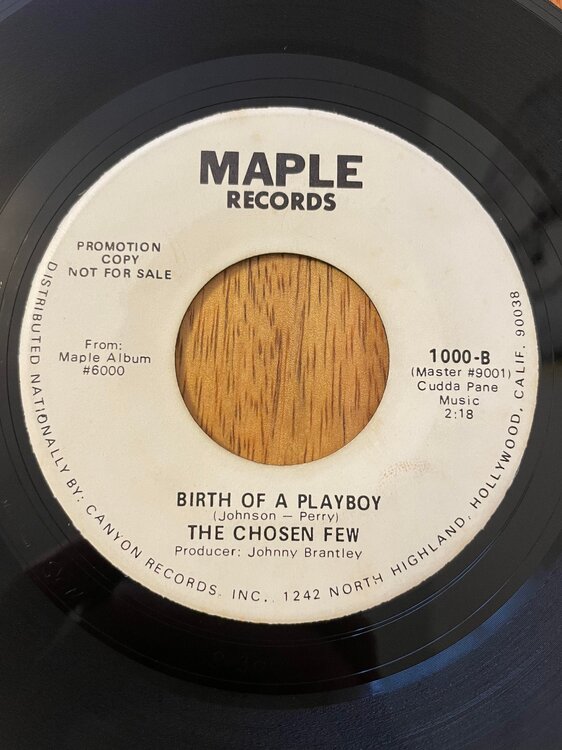 MAPLE
RECORDS
PROMOTION
COPY
NOT FOR SALE
From:
Maple Album
#6000
1000-B
(Master #9001)
Cudda Pane
Music
2:18
BIRTH OF A PLAYBOY
(Johnson — Perry)
THE CHOSEN FEW
Producer: Johnny Brantley
DISTRIBUTED NATIONALLY BY: CANYON RECORDS, INC., 1242 NORTH HIGHLAND, HOLLYWOOD, CALIF. 90038